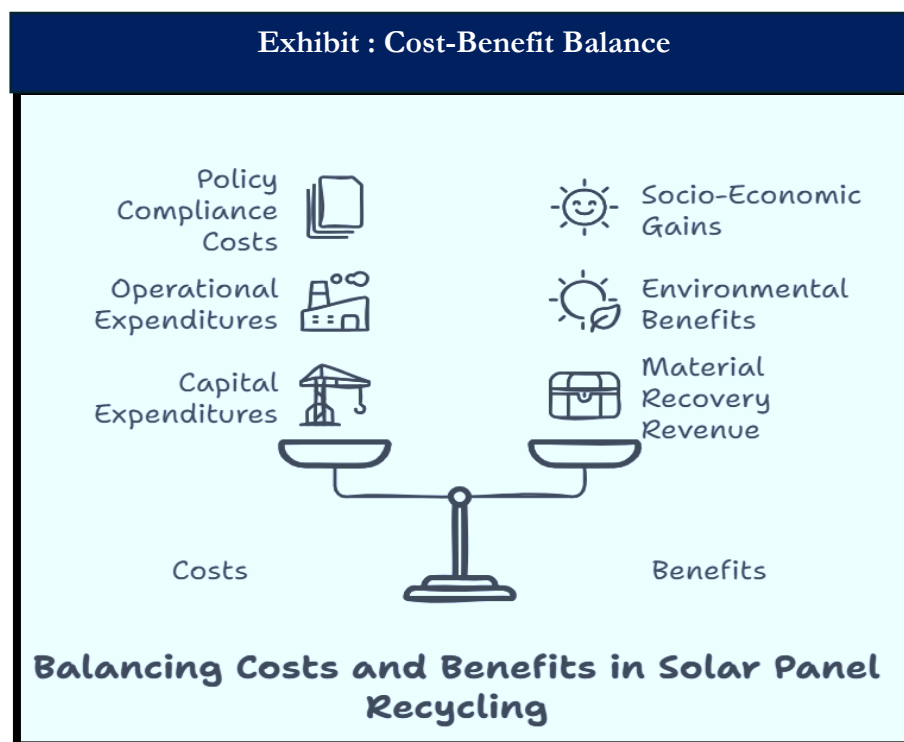 Exhibit : Cost-Benefit Balance
Policy
Compliance
Costs
Operational
Expenditures
Capital
Expenditures
Socio-Economic
Gains
Environmental
Benefits
Material
Recovery
Revenue
Costs
Benefits
Balancing Costs and Benefits in Solar Panel
Recycling